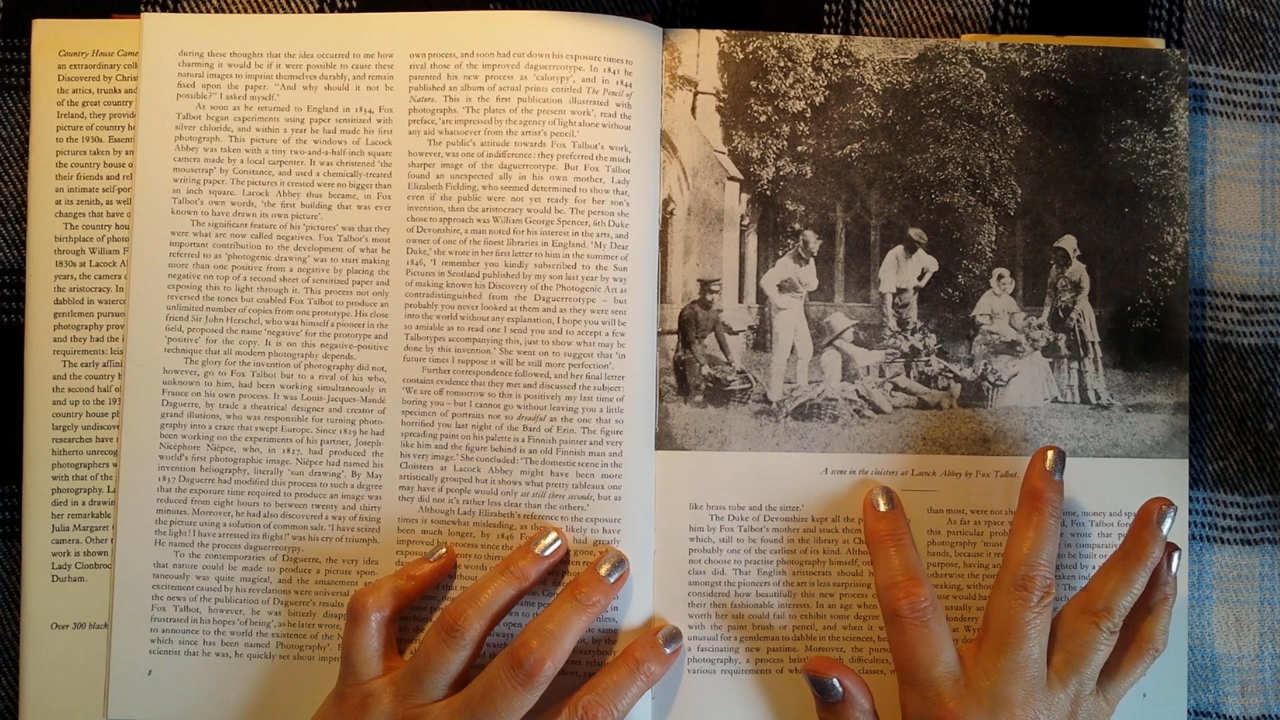 Country House Came
an extraordinary coll
Discovered by Christ
the attics, trunks and
of the great country
Ireland, they provide
picture of country ho
to the 1930s. Essenti
pictures taken by an
the country house o
their friends and rel
an intimate self-por
at its zenith, as well
changes that have o
The country hou
birthplace of photo
through William F
1830s at Lacock Al
years, the camera
the aristocracy. In
dabbled in waterc
gentlemen pursue
photography prov
and they had the i
requirements: leis
The early affini
and the country h
the second half of
and up to the 193
country house ph
largely undiscove
researches have
hitherto unrecog
photographers w
with that of the
photography. La
died in a drawin
her remarkable
Julia Margaret
camera. Other
work is shown
Lady Clonbroc
Durham.
Over 300 black
during these thoughts that the idea occurred to me how
charming it would be if it were possible to cause these
natural images to imprint themselves durably, and remain
fixed upon the paper. "And why should it not be
possible?" I asked myself.'
As soon as he returned to England in 1834, Fox
Talbot began experiments using paper sensitized with
silver chloride, and within a year he had made his first
photograph. This picture of the windows of Lacock
Abbey was taken with a tiny two-and-a-half-inch square
camera made by a local carpenter. It was christened 'the
mousetrap' by Constance, and used a chemically-treated
writing paper. The pictures it created were no bigger than
an inch square. Lacock Abbey thus became, in Fox
Talbot's own words, 'the first building that was ever
known to have drawn its own picture'.
The significant feature of his 'pictures' was that they
were what are now called negatives. Fox Talbot's most
important contribution to the development of what he
referred to as 'photogenic drawing' was to start making
more than one positive from a negative by placing the
negative on top of a second sheet of sensitized paper and
exposing this to light through it. This process not only
reversed the tones but enabled Fox Talbot to produce an
unlimited number of copies from one prototype. His close
friend Sir John Herschel, who was himself a pioneer in the
field, proposed the name 'negative' for the prototype and
'positive' for the copy. It is on this negative-positive
technique that all modern photography depends.
The glory for the invention of photography did not,
however, go to Fox Talbot but to a rival of his who,
unknown to him, had been working simultaneously in
France on his own process. It was Louis-Jacques-Mandé
Daguerre, by trade a theatrical designer and creator of
grand illusions, who was responsible for turning photo-
graphy into a craze that swept Europe. Since 1829 he had
been working on the experiments of his partner, Joseph-
Nicéphore Niépce, who, in 1827, had produced the
world's first photographic image. Niépce had named his
invention heliography, literally 'sun drawing'. By May
1837 Daguerre had modified this process to such a degree
that the exposure time required to produce an image was
reduced from eight hours to between twenty and thirty
minutes. Moreover, he had also discovered a way of fixing
the picture using a solution of common salt. 'I have seized
the light! I have arrested its flight!' was his cry of triumph.
He named the process daguerreotypy.
To the contemporaries of Daguerre, the very idea
that nature could be made to produce a picture spon-
taneously was quite magical, and the amazement and
excitement caused by his revelations were universal
the news of the publication of Daguerre's results
Fox Talbot, however, he was bitterly disapp
frustrated in his hopes 'of being', as he later wrote,
to announce to the world the existence of the N
which since has been named Photography'.
scientist that he was, he quickly set about impr
8
own process, and soon had cut down his exposure times to
rival those of the improved daguerreotype. In 1841 he
patented his new process as 'calotypy', and in 1844
published an album of actual prints entitled The Pencil of
Nature. This is the first publication illustrated with
photographs. 'The plates of the present work', read the
preface, 'are impressed by the agency of light alone without
any aid whatsoever from the artist's pencil.'
The public's attitude towards Fox Talbot's work,
however, was one of indifference: they preferred the much
sharper image of the daguerreotype. But Fox Talbot
found an unexpected ally in his own mother, Lady
Elizabeth Fielding, who seemed determined to show that,
even if the public were not yet ready for her son's
invention, then the aristocracy would be. The person she
chose to approach was William George Spencer, 6th Duke
of Devonshire, a man noted for his interest in the arts, and
owner of one of the finest libraries in England. 'My Dear
Duke,' she wrote in her first letter to him in the summer of
1846, 'I remember you kindly subscribed to the Sun
Pictures in Scotland published by my son last year by way
of making known his Discovery of the Photogenic Art as
contradistinguished from the Daguerreotype – but
probably you never looked at them and as they were sent
into the world without any explanation, I hope you will be
so amiable as to read one I send you and to accept a few
Talbotypes accompanying this, just to show what may be
done by this invention.' She went on to suggest that 'in
future times I suppose it will be still more perfection'.
Further correspondence followed, and her final letter
contains evidence that they met and discussed the subject:
'We are off tomorrow so this is positively my last time of
boring you – but I cannot go without leaving you a little
specimen of portraits not so dreadful as the one that so
horrified you last night of the Bard of Erin. The figure
spreading paint on his palette is a Finnish painter and very
like him and the figure behind is an old Finnish man and
his very image.' She concluded: 'The domestic scene in the
Cloisters at Lacock Abbey might have been more
artistically grouped but it shows what pretty tableaux one
may have if people would only sit still three seconds, but as
they did not it's rather less clear than the others.'
Although Lady Elizabeth's reference to the exposure
times is somewhat misleading, as they likely to have
been much longer, by 1846 Fox had greatly
improved his process since the
A scene in the cloisters at Lacock Abbey by Fox Talbot.
like brass tube and the sitter.'
The Duke of Devonshire kept all the
him by Fox Talbot's mother and stuck them
which, still to be found in the library at Cha
probably one of the earliest of its kind. Altho
not choose to practise photography himself, o
class did. That English aristocrats should h
amongst the pioneers of the art is less surprising
considered how beautifully this new process
their then fashionable interests. In an age when
worth her salt could fail to exhibit some degree
with the paint brush or pencil, and when it w
unusual for a gentleman to dabble in the sciences, he
a fascinating new pastime. Moreover, the pursu
photography, a process brist difficulties,
various requirements of whi classes,
than most, were not sh ime, money and spa
As far as space Fox Talbot
this particular prob wrote that
photography 'must in comparativ
hands, because it re to be built or
purpose, having an ghted by a
otherwise the po
9